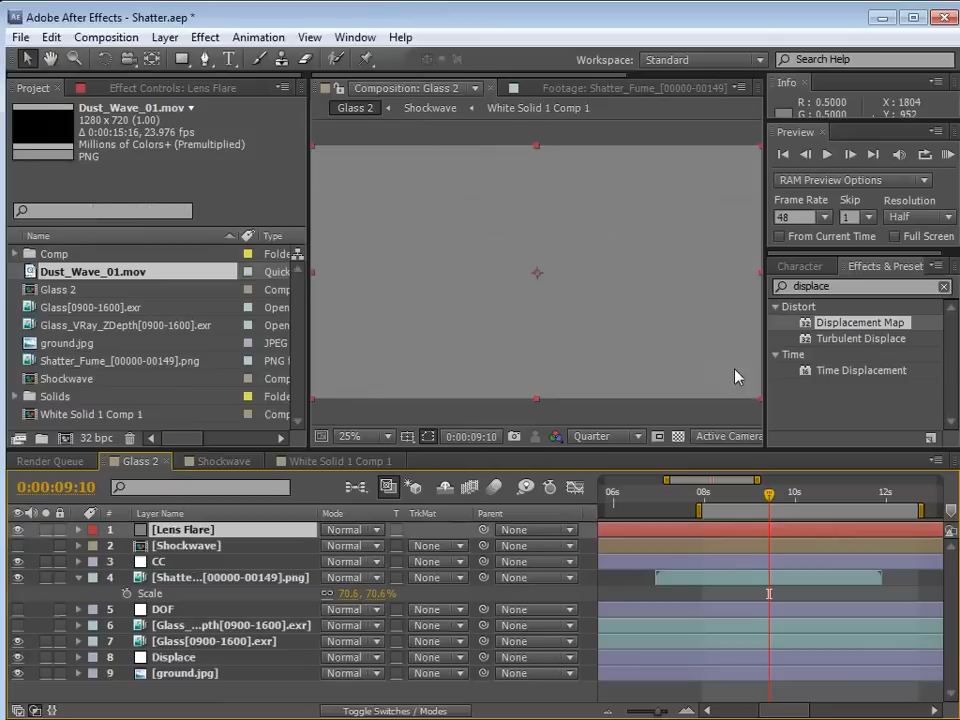 Adobe After Effects - Shatter.aep *
File Edit Composition Layer Effect Animation View Window Help
Workspace: Standard Search Help
Project Effect Controls: Lens Flare
Dust_Wave_01.mov
1280 x 720 (1.00)
Δ 0:00:15:16, 23.976 fps
Millions of Colors+ (Premultiplied)
PNG
Name Type
Comp Folde
Dust_Wave_01.mov Quick
Glass 2 Comp
Glass[0900-1600].exr Open
Glass_VRay_ZDepth[0900-1600].exr Open
ground.jpg JPEG
Shatter_Fume_[00000-00149].png PNG f
Shockwave Comp
Solids Folde
White Solid 1 Comp 1 Comp
32 bpc
Composition: Glass 2 Footage: Shatter_Fume_[00000-00149]
Glass 2 Shockwave White Solid 1 Comp 1
25% 0:00:09:10 Quarter Active Camera
Info
R : 0.5000 X : 1804
G : 0.5000 Y : 952
Preview
RAM Preview Options
Frame Rate Skip Resolution
48 1 Half
From Current Time Full Screen
Character Effects & Preset
displace
Distort
Displacement Map
Turbulent Displace
Time
Time Displacement
Render Queue Glass 2 Shockwave White Solid 1 Comp 1
0:00:09:10 06s 08s 10s 12s
# Layer Name Mode T TrkMat Parent
1 [Lens Flare] Normal None
2 [Shockwave] Normal None None
3 CC Normal None None
4 [Shatte...[00000-00149].png] Normal None None
Scale 70.6, 70.6%
5 DOF Normal None None
6 [Glass_...pth[0900-1600].exr] Normal None None
7 [Glass[0900-1600].exr] Normal None None
8 Displace Normal None None
9 [ground.jpg] Normal None None
Toggle Switches / Modes